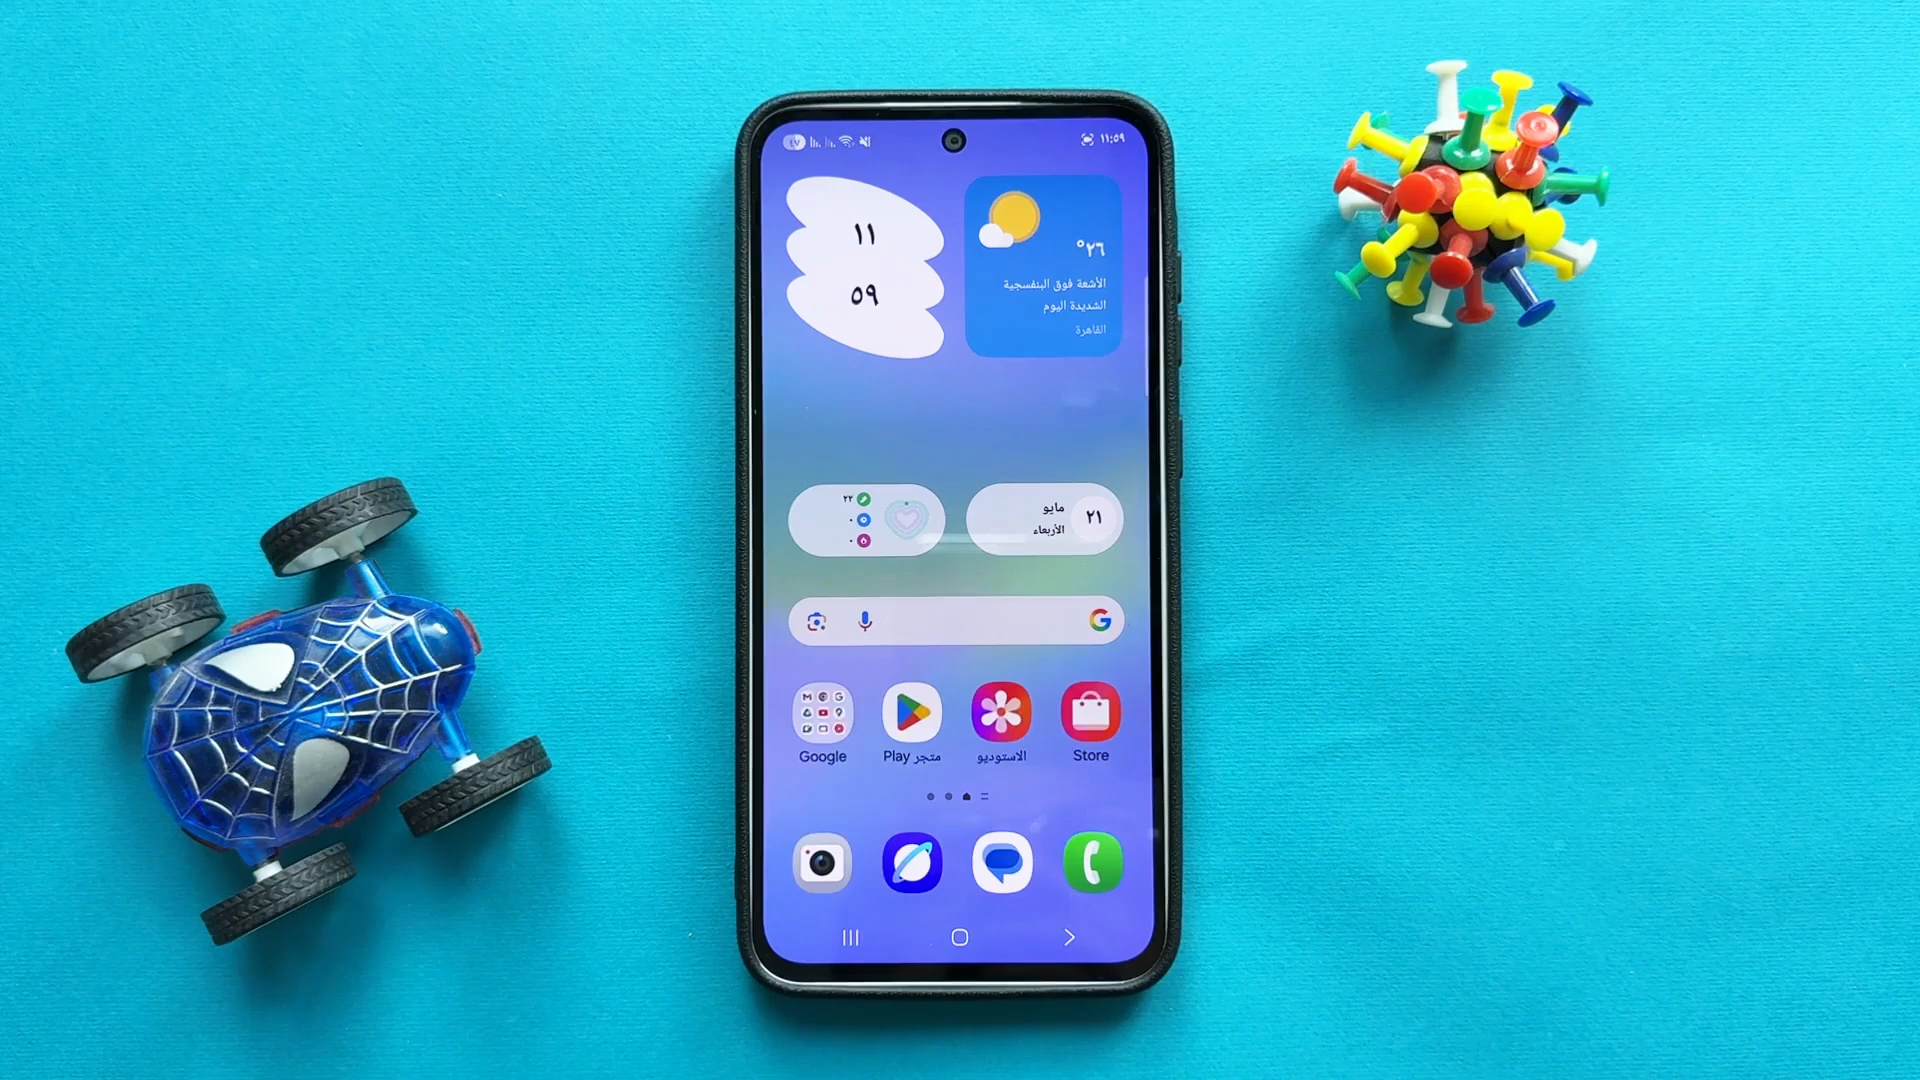 ١١:٥٩
٤٧
١١
٥٩
°٢٦
الأشعة فوق البنفسجية
الشديدة اليوم
القاهرة
٢١
مايو
الأربعاء
٢٢
٠
٠
Store
الاستوديو
متجر Play
Google